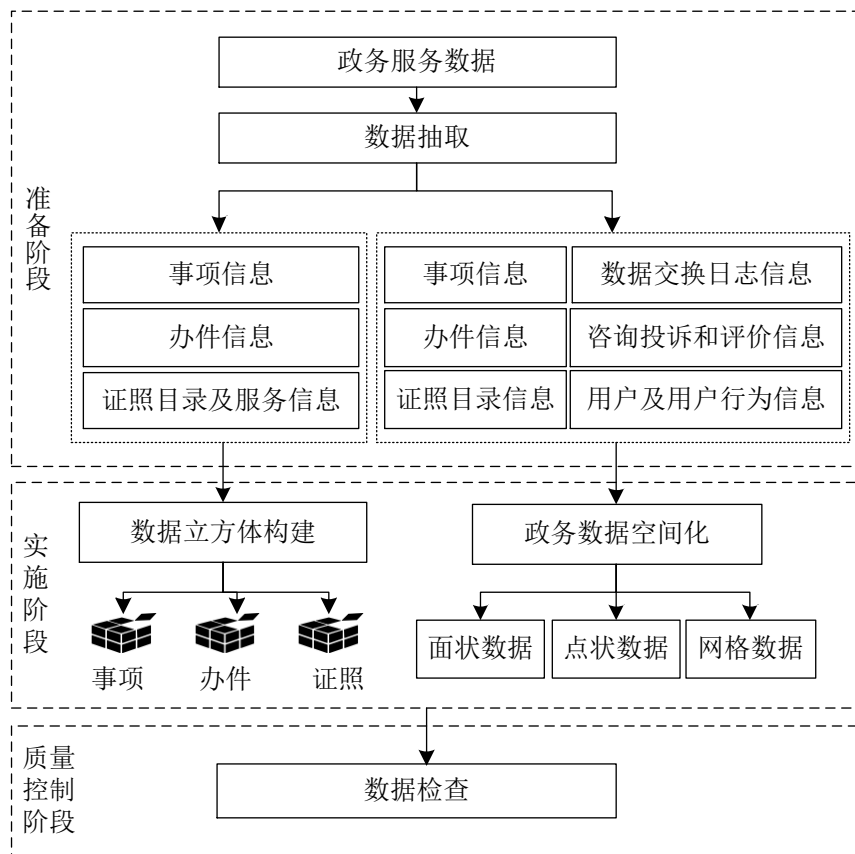 政务服务数据
数据抽取
准备阶段
事项信息
办件信息
证照目录及服务信息
事项信息
数据交换日志信息
办件信息
咨询投诉和评价信息
证照目录信息
用户及用户行为信息
实施阶段
数据立方体构建
政务数据空间化
事项
办件
证照
面状数据
点状数据
网格数据
质量
控制
阶段
数据检查